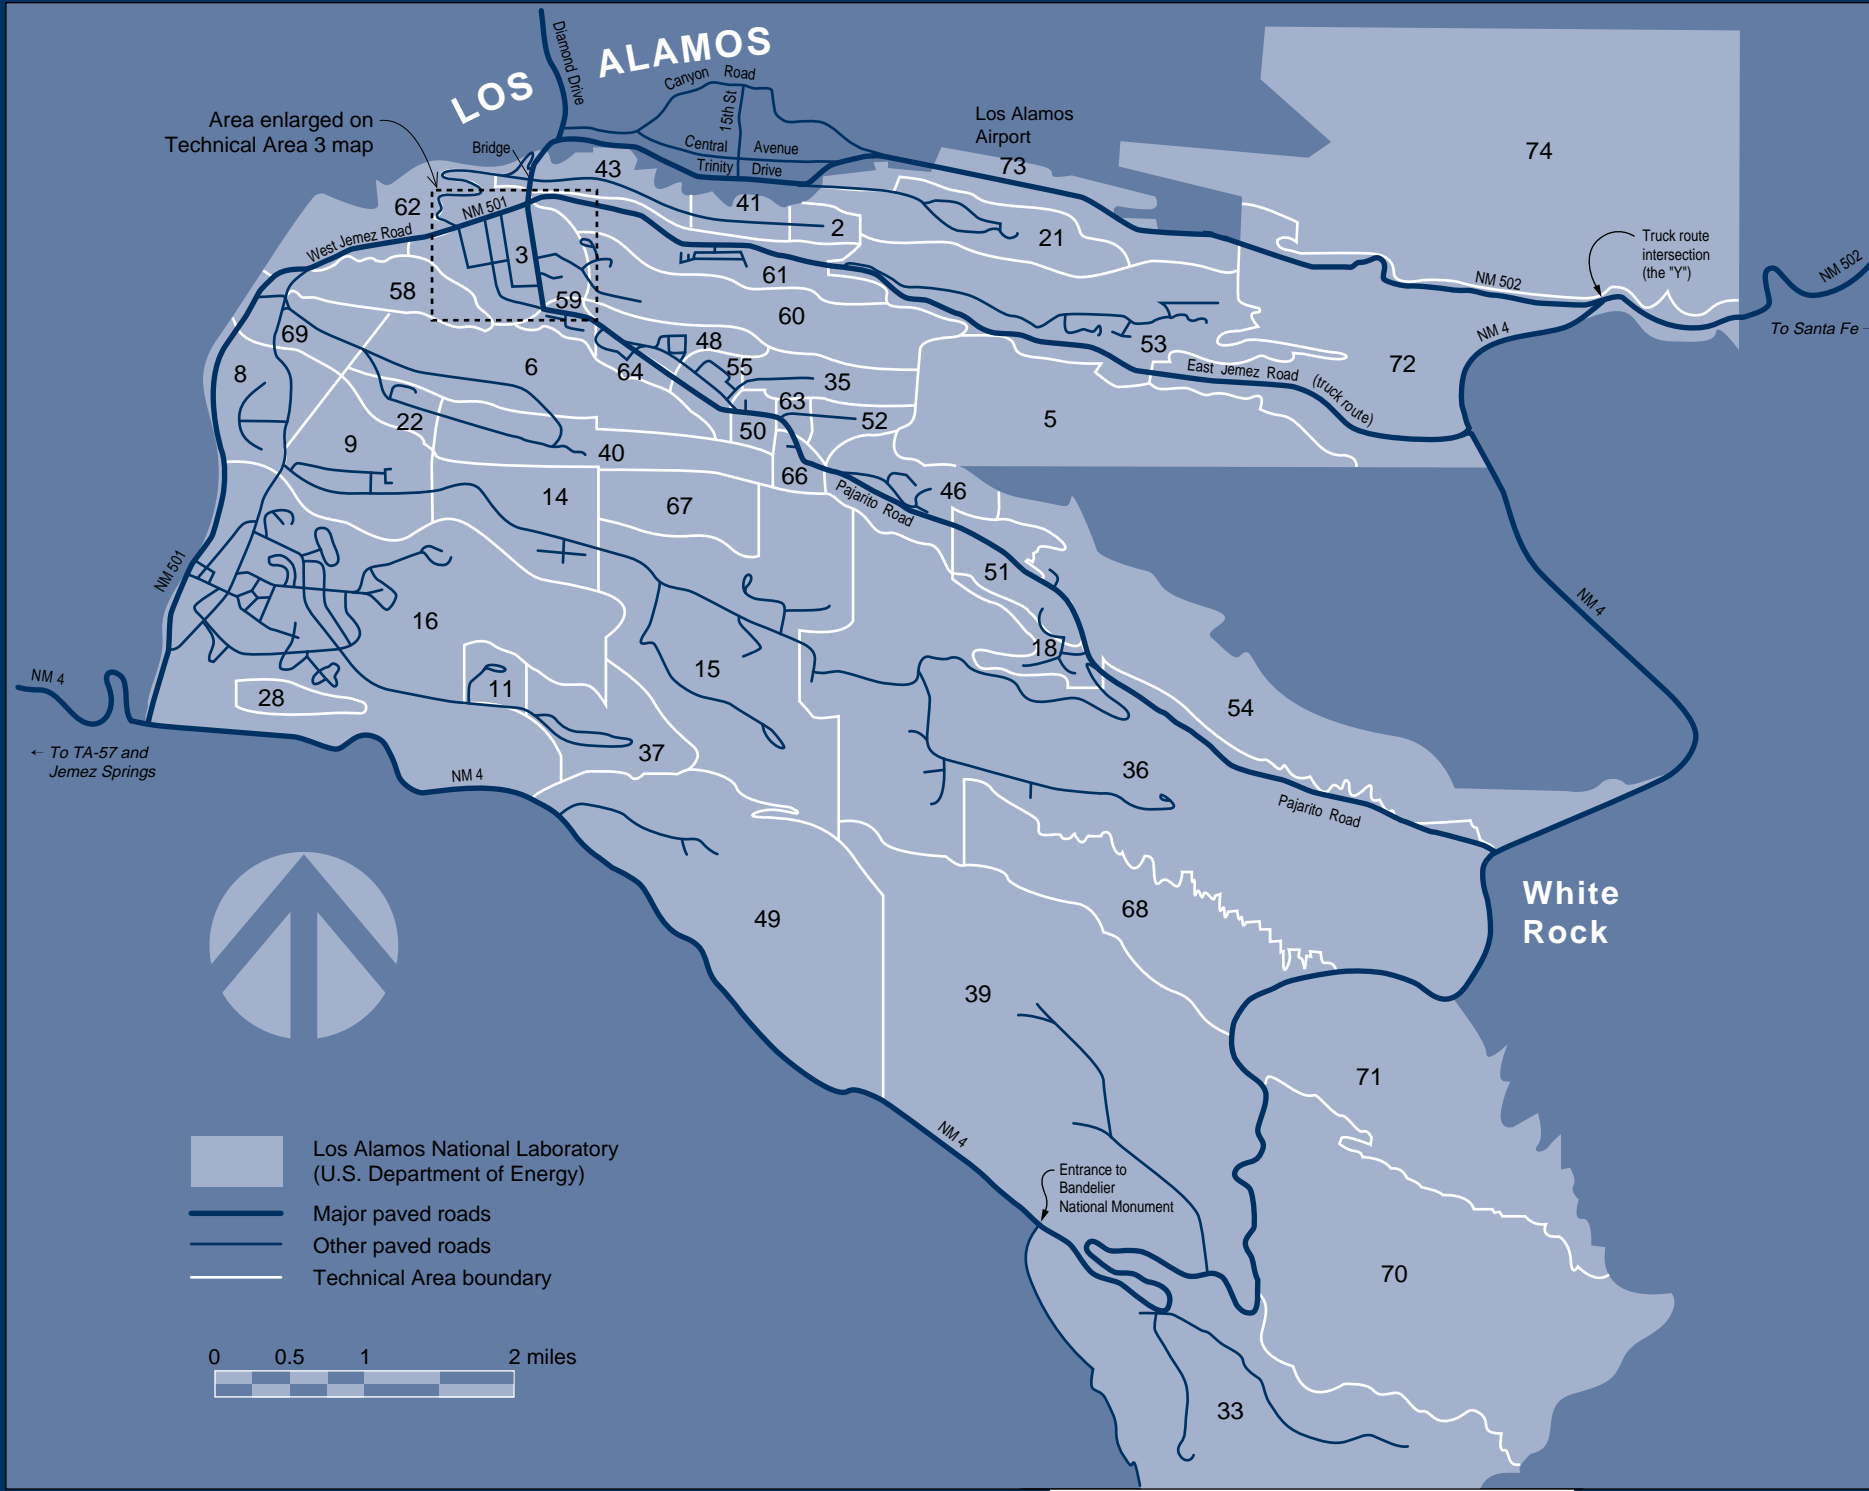 LOS ALAMOS
Diamond Drive
Canyon Road
15th St
Central Avenue
Trinity Drive
Bridge
Area enlarged on
Technical Area 3 map
Los Alamos
Airport
73
74
43
62
NM 501
West Jemez Road
41
2
21
3
61
58
59
60
Truck route
intersection
(the "Y")
NM 502
NM 502
To Santa Fe
NM 4
69
8
6
64
48
55
35
53
72
East Jemez Road (truck route)
63
52
5
22
9
50
40
66
14
67
46
Pajarito Road
51
NM 501
NM 4
16
18
15
11
28
54
NM 4
← To TA-57 and
Jemez Springs
37
NM 4
36
Pajarito Road
White
Rock
49
68
39
71
NM 4
Entrance to
Bandelier
National Monument
70
33
Los Alamos National Laboratory
(U.S. Department of Energy)
Major paved roads
Other paved roads
Technical Area boundary
0 0.5 1 2 miles